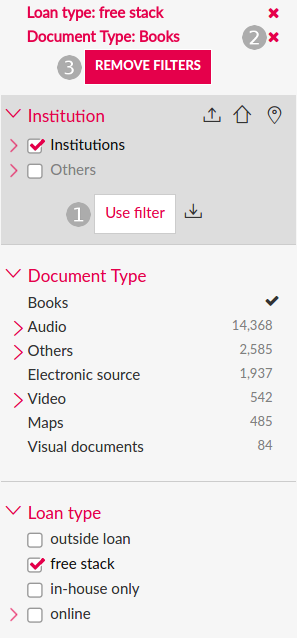 Loan type: free stack
Document Type: Books 2
3 REMOVE FILTERS
Institution
Institutions
Others
1 Use filter
Document Type
Books
Audio 14,368
Others 2,585
Electronic source 1,937
Video 542
Maps 485
Visual documents 84
Loan type
outside loan
free stack
in-house only
online